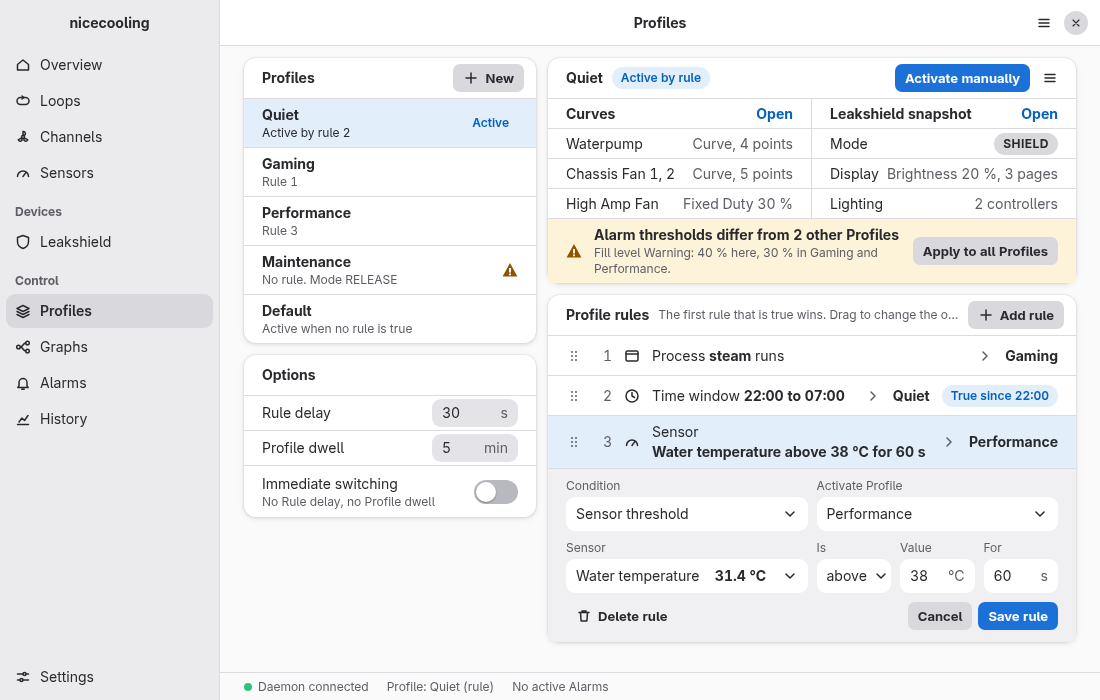 nicecooling
Overview
Loops
Channels
Sensors
Devices
Leakshield
Control
Profiles
Graphs
Alarms
History
Settings
Profiles
Profiles
New
Quiet
Active by rule 2
Active
Gaming
Rule 1
Performance
Rule 3
Maintenance
No rule. Mode RELEASE
Default
Active when no rule is true
Options
Rule delay 30 s
Profile dwell 5 min
Immediate switching
No Rule delay, no Profile dwell
Quiet Active by rule Activate manually
Curves Open
Waterpump Curve, 4 points
Chassis Fan 1, 2 Curve, 5 points
High Amp Fan Fixed Duty 30 %
Leakshield snapshot Open
Mode SHIELD
Display Brightness 20 %, 3 pages
Lighting 2 controllers
Alarm thresholds differ from 2 other Profiles
Fill level Warning: 40 % here, 30 % in Gaming and
Performance.
Apply to all Profiles
Profile rules The first rule that is true wins. Drag to change the o... Add rule
1 Process steam runs Gaming
2 Time window 22:00 to 07:00 Quiet True since 22:00
3 Sensor
Water temperature above 38 °C for 60 s Performance
Condition Activate Profile
Sensor threshold Performance
Sensor Is Value For
Water temperature 31.4 °C above 38 °C 60 s
Delete rule Cancel Save rule
Daemon connected Profile: Quiet (rule) No active Alarms